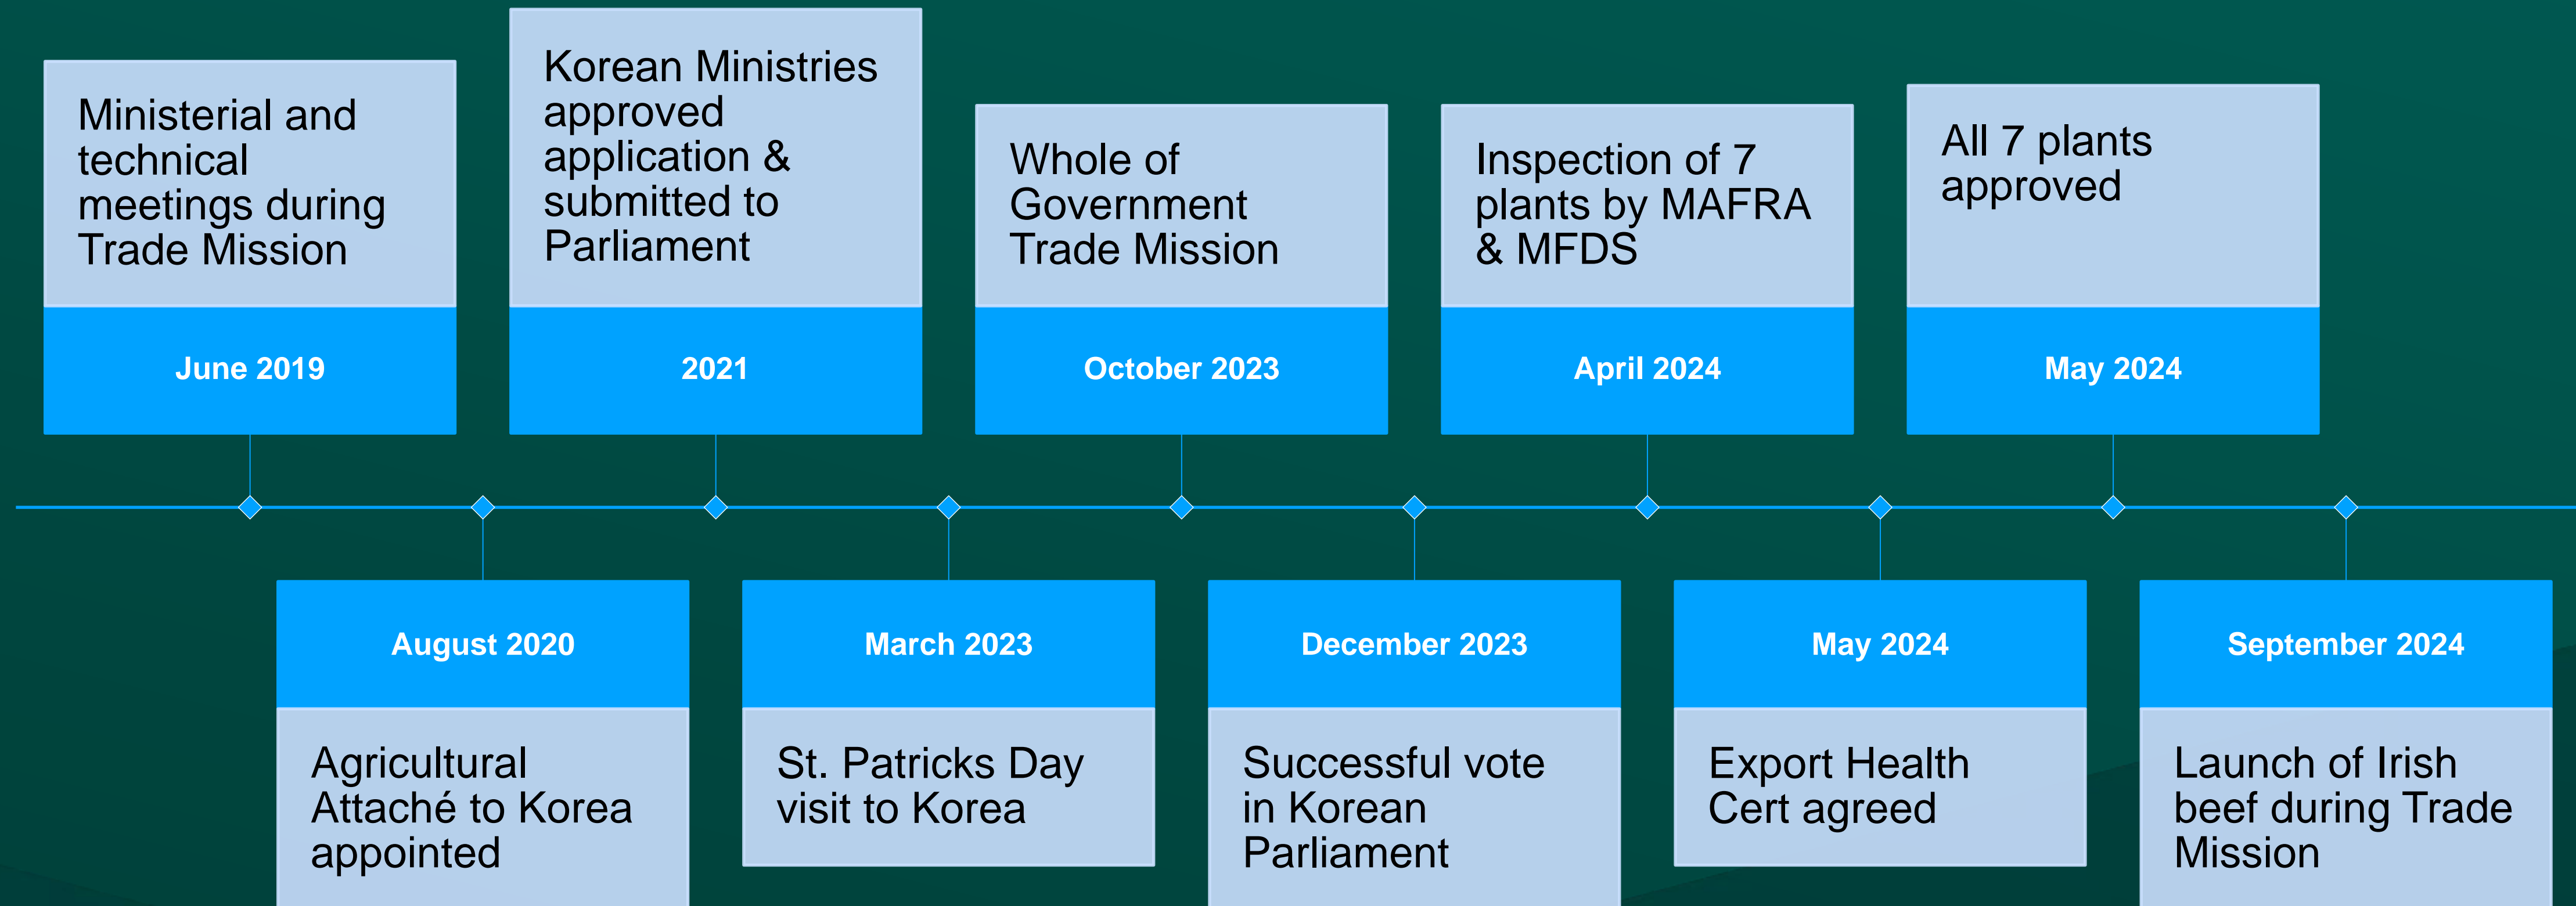 Ministerial and
technical
meetings during
Trade Mission
June 2019
August 2020
Agricultural
Attaché to Korea
appointed
Korean Ministries
approved
application &
submitted to
Parliament
2021
March 2023
St. Patricks Day
visit to Korea
Whole of
Government
Trade Mission
October 2023
December 2023
Successful vote
in Korean
Parliament
Inspection of 7
plants by MAFRA
& MFDS
April 2024
May 2024
Export Health
Cert agreed
All 7 plants
approved
May 2024
September 2024
Launch of Irish
beef during Trade
Mission